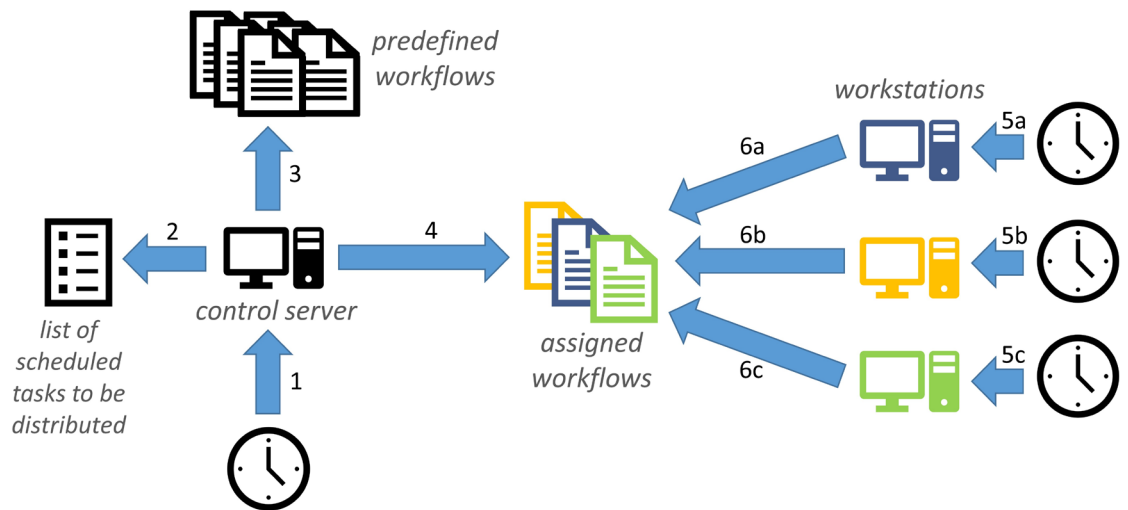 predefined
workflows
workstations
5a
6a
3
2
4
6b
5b
control server
list of
scheduled
tasks to be
distributed
assigned
workflows
6c
5c
1